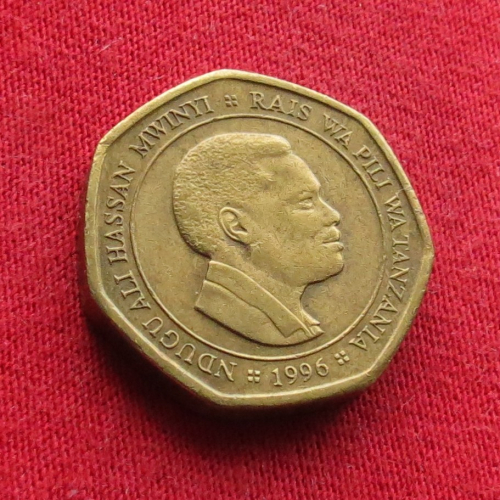 NDUGU ALI HASSAN MWINYI
RAIS WA PILI WA TANZANIA
1996